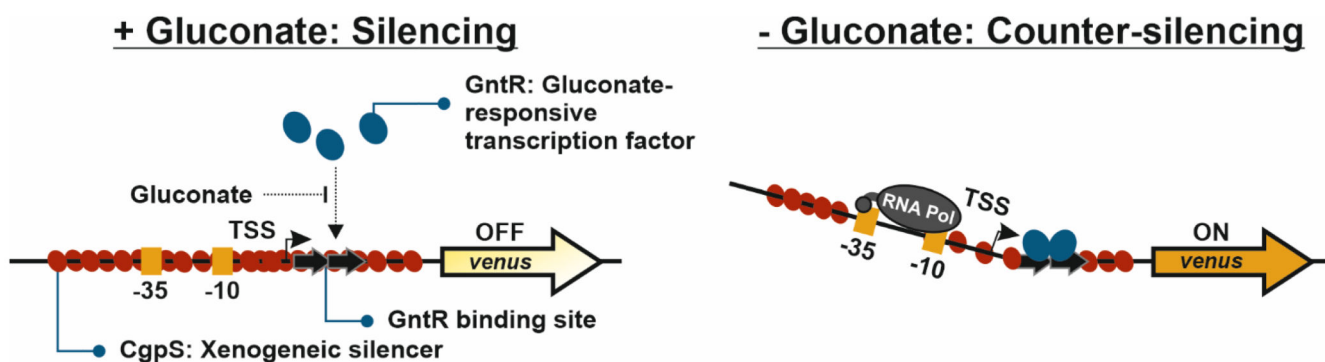 + Gluconate: Silencing
GntR: Gluconate-
responsive
transcription factor
Gluconate
TSS
OFF
venus
-35
-10
GntR binding site
CgpS: Xenogeneic silencer
- Gluconate: Counter-silencing
RNA Pol
TSS
ON
venus
-35
-10